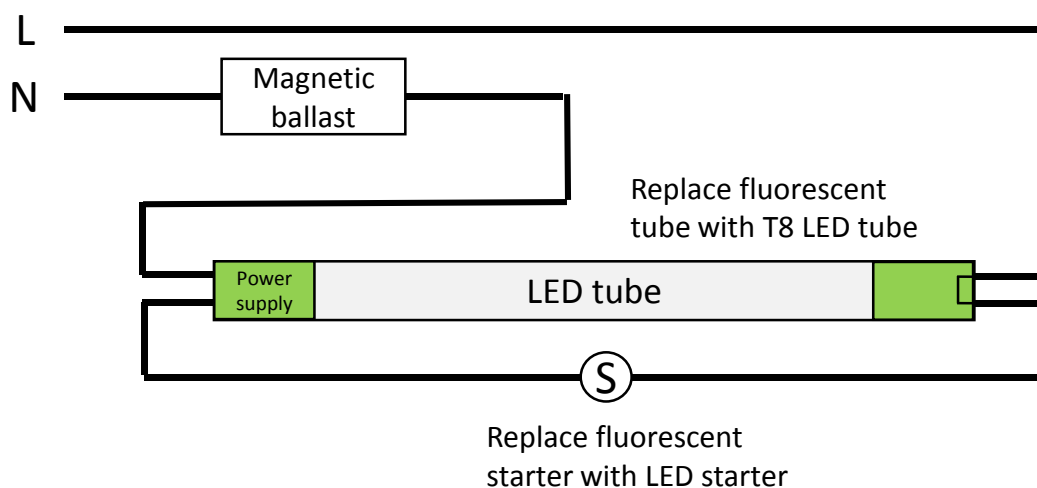 L
N
Magnetic
ballast
Replace fluorescent
tube with T8 LED tube
Power
supply
LED tube
S
Replace fluorescent
starter with LED starter